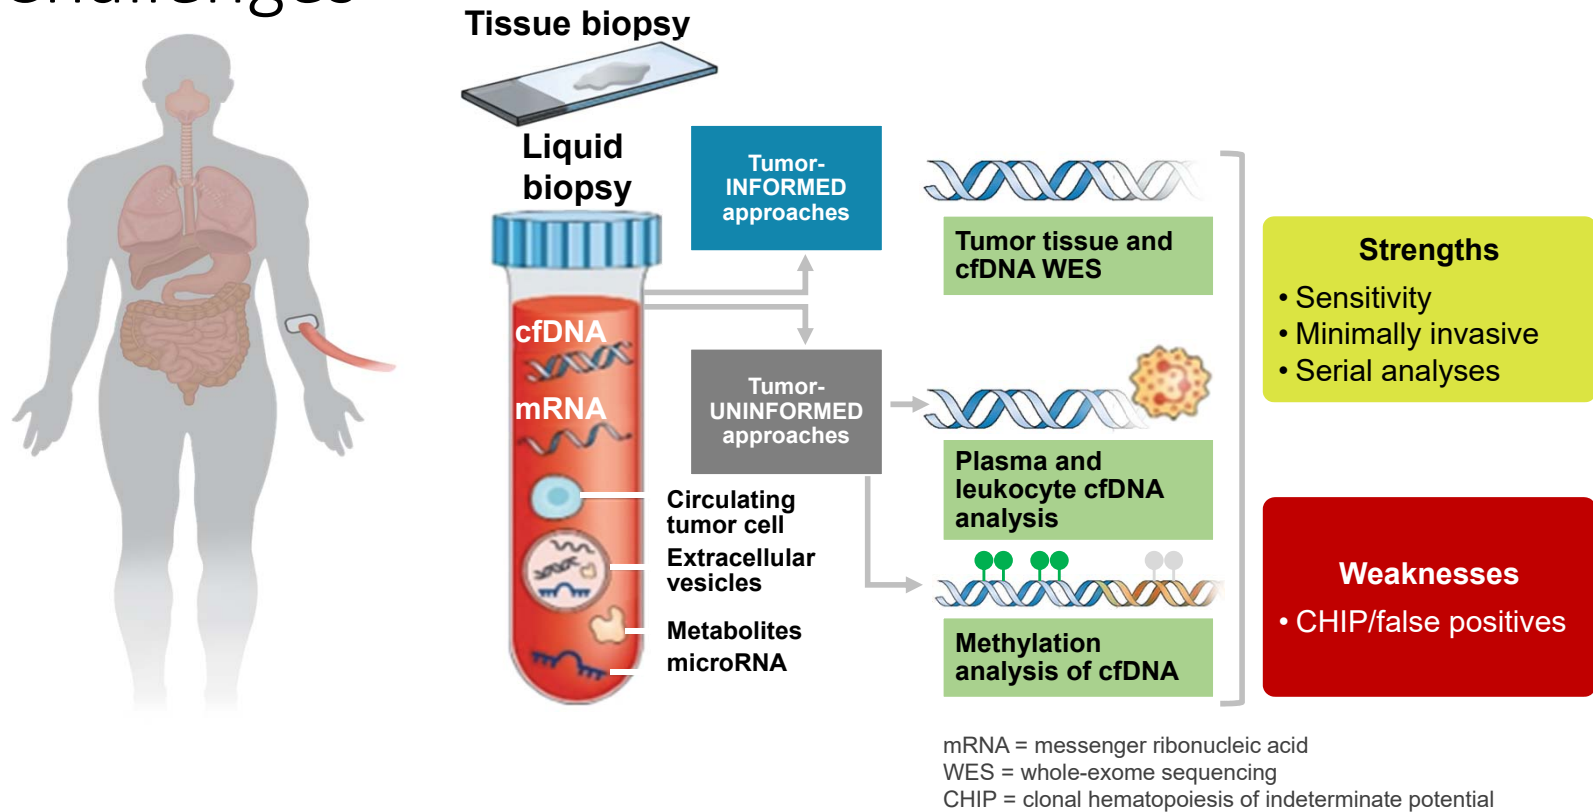 Challenges
Tissue biopsy
Liquid
biopsy
cfDNA
mRNA
Circulating
tumor cell
Extracellular
vesicles
Metabolites
microRNA
Tumor-
INFORMED
approaches
Tumor-
UNINFORMED
approaches
Tumor tissue and
cfDNA WES
Plasma and
leukocyte cfDNA
analysis
Methylation
analysis of cfDNA
Strengths
• Sensitivity
• Minimally invasive
• Serial analyses
Weaknesses
• CHIP/false positives
mRNA = messenger ribonucleic acid
WES = whole-exome sequencing
CHIP = clonal hematopoiesis of indeterminate potential